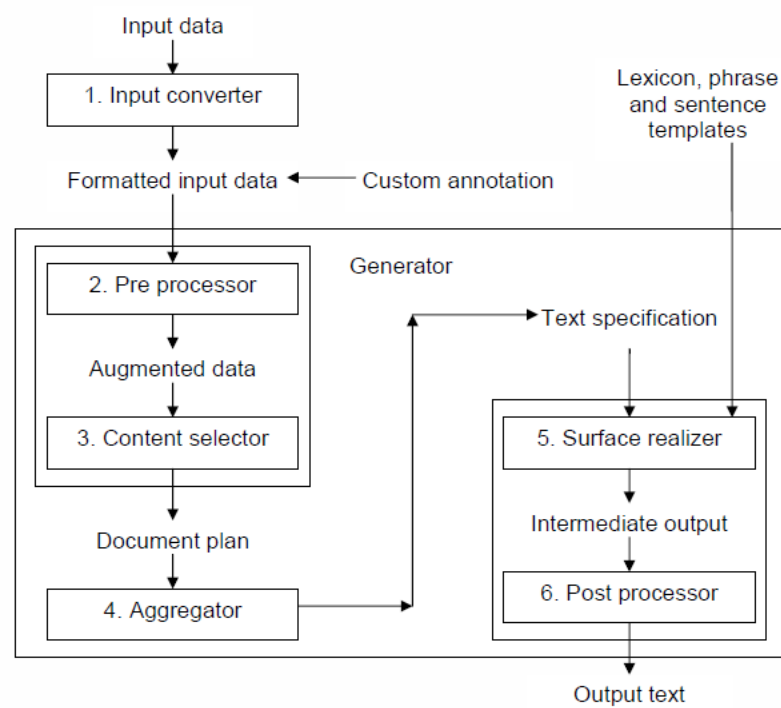 Input data
1. Input converter
Lexicon, phrase
and sentence
templates
Formatted input data
Custom annotation
Generator
2. Pre processor
Augmented data
3. Content selector
Document plan
4. Aggregator
Text specification
5. Surface realizer
Intermediate output
6. Post processor
Output text